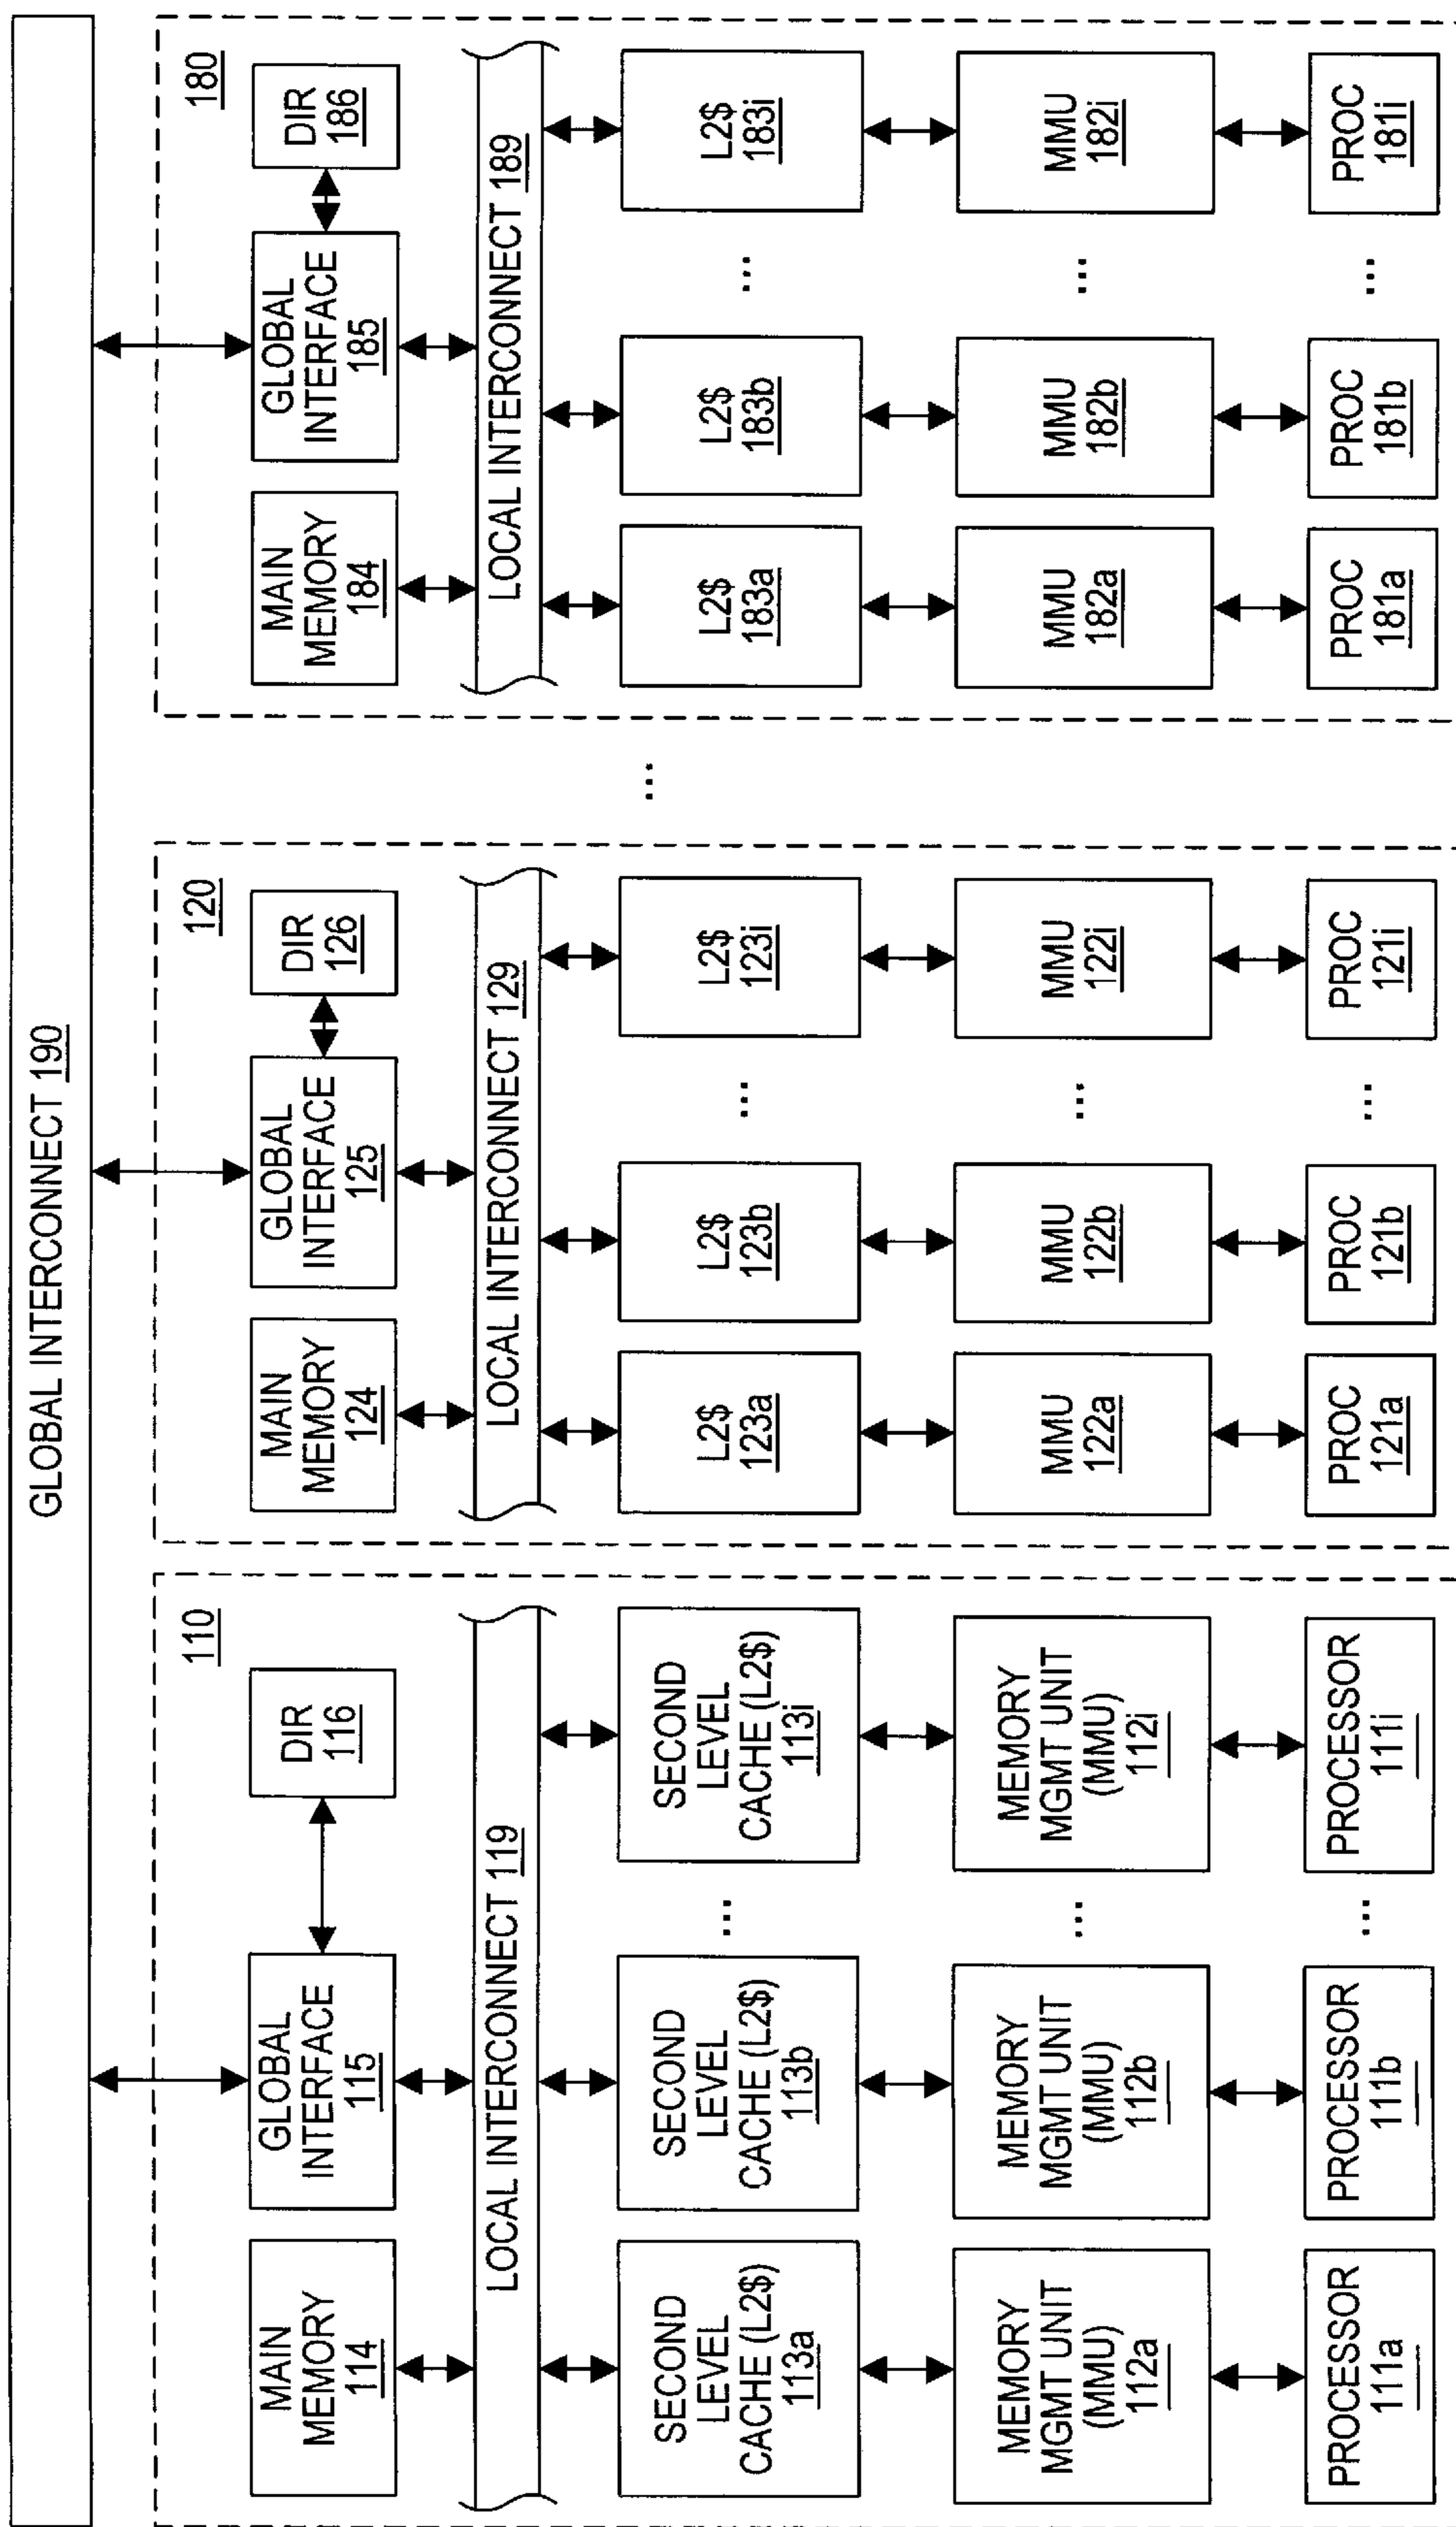 GLOBAL INTERCONNECT 190
110
MAIN
MEMORY
114
GLOBAL
INTERFACE
115
DIR
116
LOCAL INTERCONNECT 119
SECOND
LEVEL
CACHE (L2$)
113a
SECOND
LEVEL
CACHE (L2$)
113b
...
SECOND
LEVEL
CACHE (L2$)
113i
MEMORY
MGMT UNIT
(MMU)
112a
MEMORY
MGMT UNIT
(MMU)
112b
...
MEMORY
MGMT UNIT
(MMU)
112i
PROCESSOR
111a
PROCESSOR
111b
...
PROCESSOR
111i
120
MAIN
MEMORY
124
GLOBAL
INTERFACE
125
DIR
126
LOCAL INTERCONNECT 129
L2$
123a
L2$
123b
...
L2$
123i
MMU
122a
MMU
122b
...
MMU
122i
PROC
121a
PROC
121b
...
PROC
121i
...
180
MAIN
MEMORY
184
GLOBAL
INTERFACE
185
DIR
186
LOCAL INTERCONNECT 189
L2$
183a
L2$
183b
...
L2$
183i
MMU
182a
MMU
182b
...
MMU
182i
PROC
181a
PROC
181b
...
PROC
181i